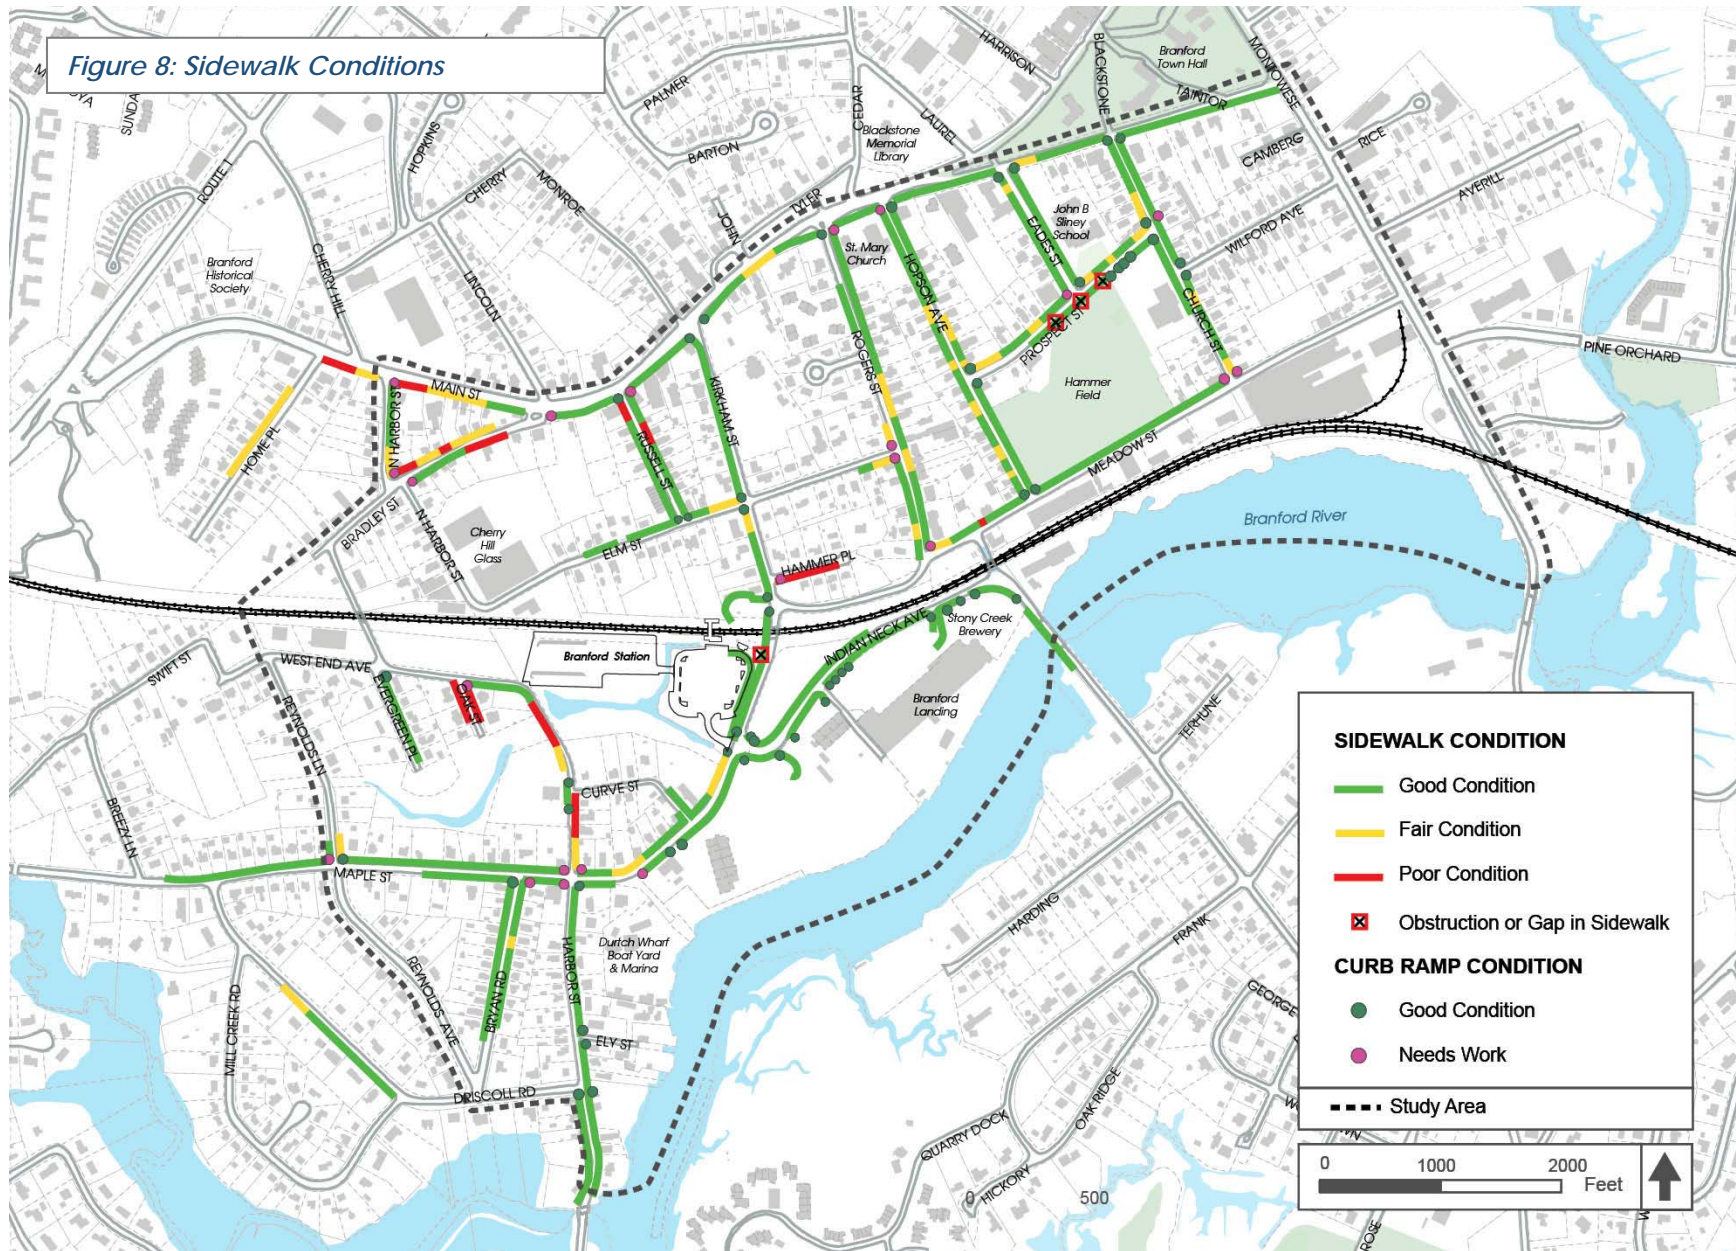 Figure 8: Sidewalk Conditions
SUNDA
ROUTE 1
HOPKINS
PALMER
BARTON
CEDAR
LAUREL
HARRISON
BLACKSTONE
Branford
Town Hall
MONTOWESE
TAINTOR
CAMBERG
RICE
AVERILL
WILFORD AVE
Blackstone
Memorial
Library
CHERRY
MONROE
JOHN
TYLER
CHERRY HILL
LINCOLN
Branford
Historical
Society
St. Mary
Church
John B
Sliney
School
EADES ST
HOPSON AVE
ROGERS ST
PROSPECT ST
CHURCH ST
PINE ORCHARD
Hammer
Field
MAIN ST
N HARBOR ST
HOME PL
KIRKHAM ST
RUSSELL ST
MEADOW ST
BRADLEY ST
N HARBOR ST
Cherry
Hill
Glass
ELM ST
HAMMER PL
Branford River
Stony Creek
Brewery
INDIAN NECK AVE
Branford Station
WEST END AVE
SWIFT ST
REYNOLDS LN
EVERGREEN PL
OAK ST
Branford
Landing
TERHUNE
CURVE ST
BREEZY LN
MAPLE ST
HARDING
FRANK
Durtch Wharf
Boat Yard
& Marina
HARBOR ST
BRYAN RD
REYNOLDS AVE
MILL CREEK RD
ELY ST
DRISCOLL RD
GEORGE
OAK RIDGE
QUARRY DOCK
HICKORY
ROSE
0 500
SIDEWALK CONDITION
Good Condition
Fair Condition
Poor Condition
Obstruction or Gap in Sidewalk
CURB RAMP CONDITION
Good Condition
Needs Work
Study Area
0 1000 2000
Feet